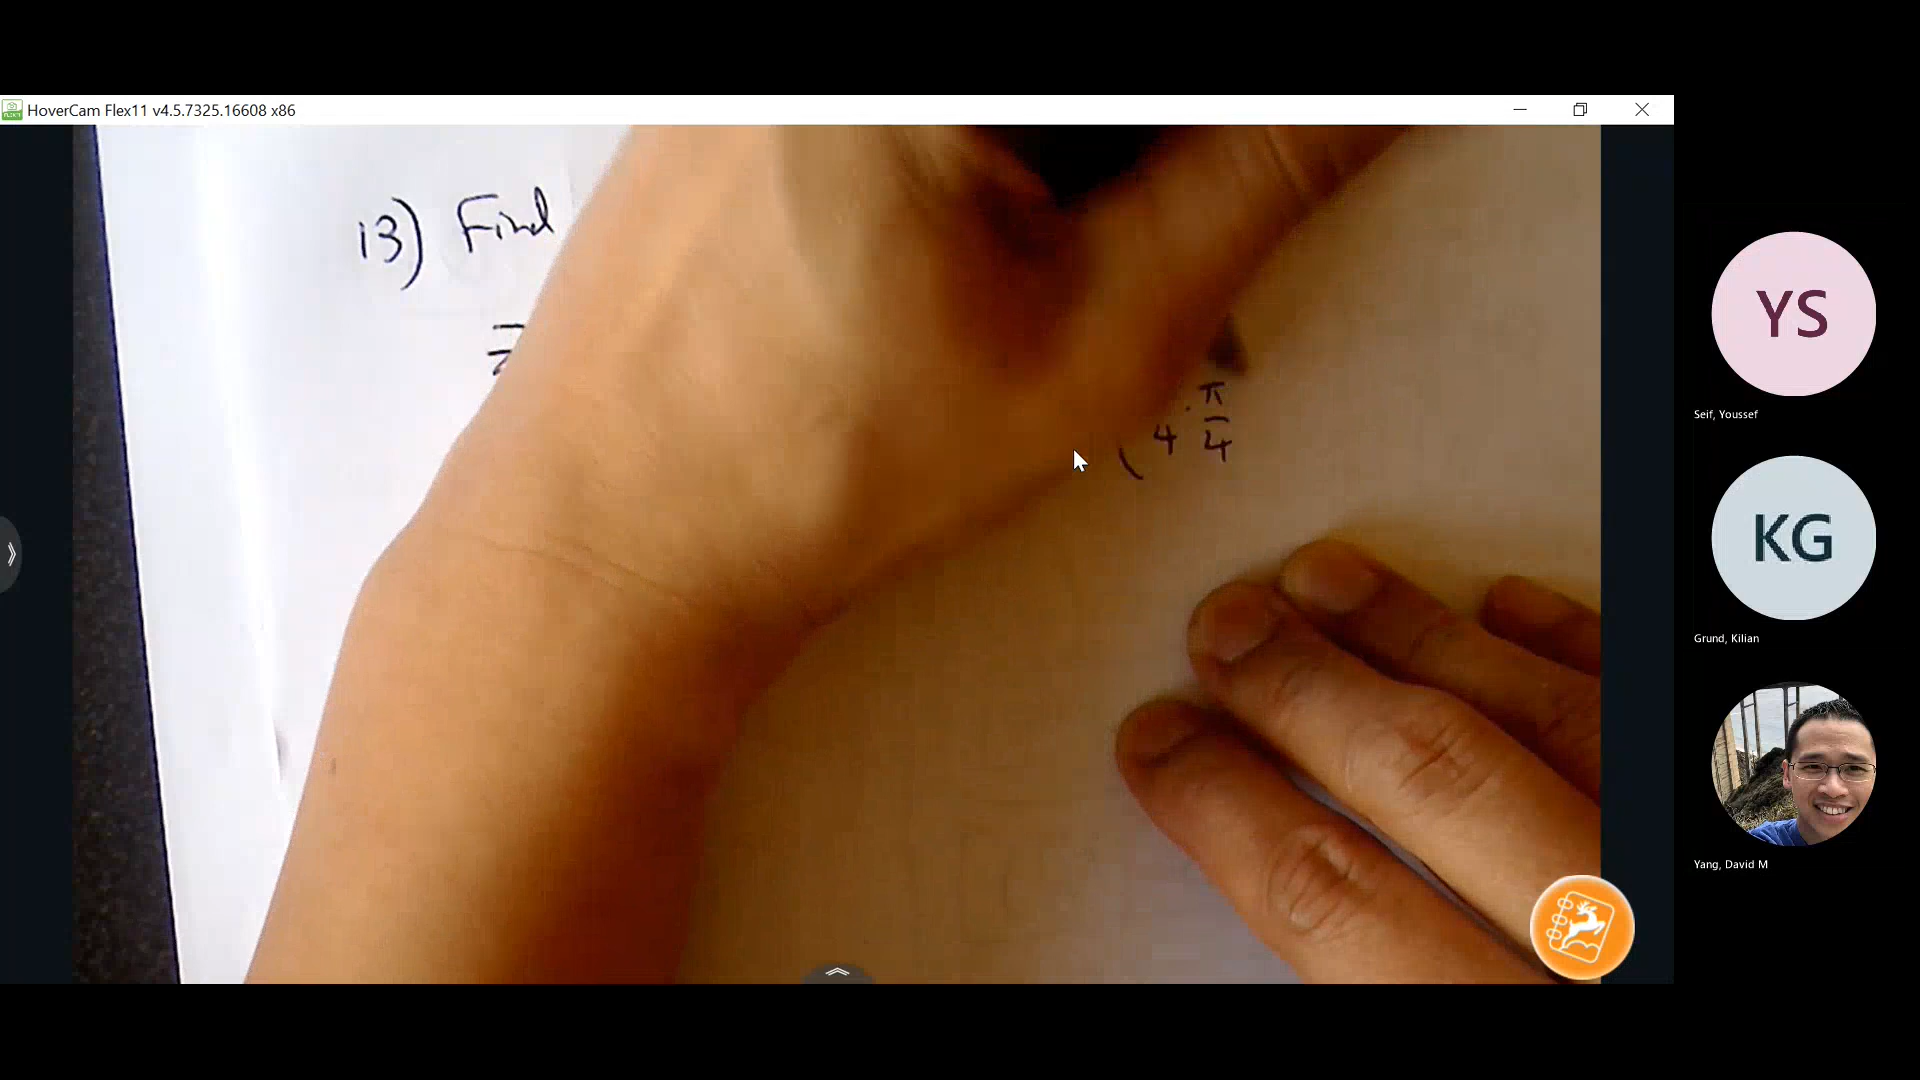 HoverCam Flex11 v4.5.7325.16608 x86
13) Find
( 4 · π/4
YS
Seif, Youssef
KG
Grund, Kilian
Yang, David M